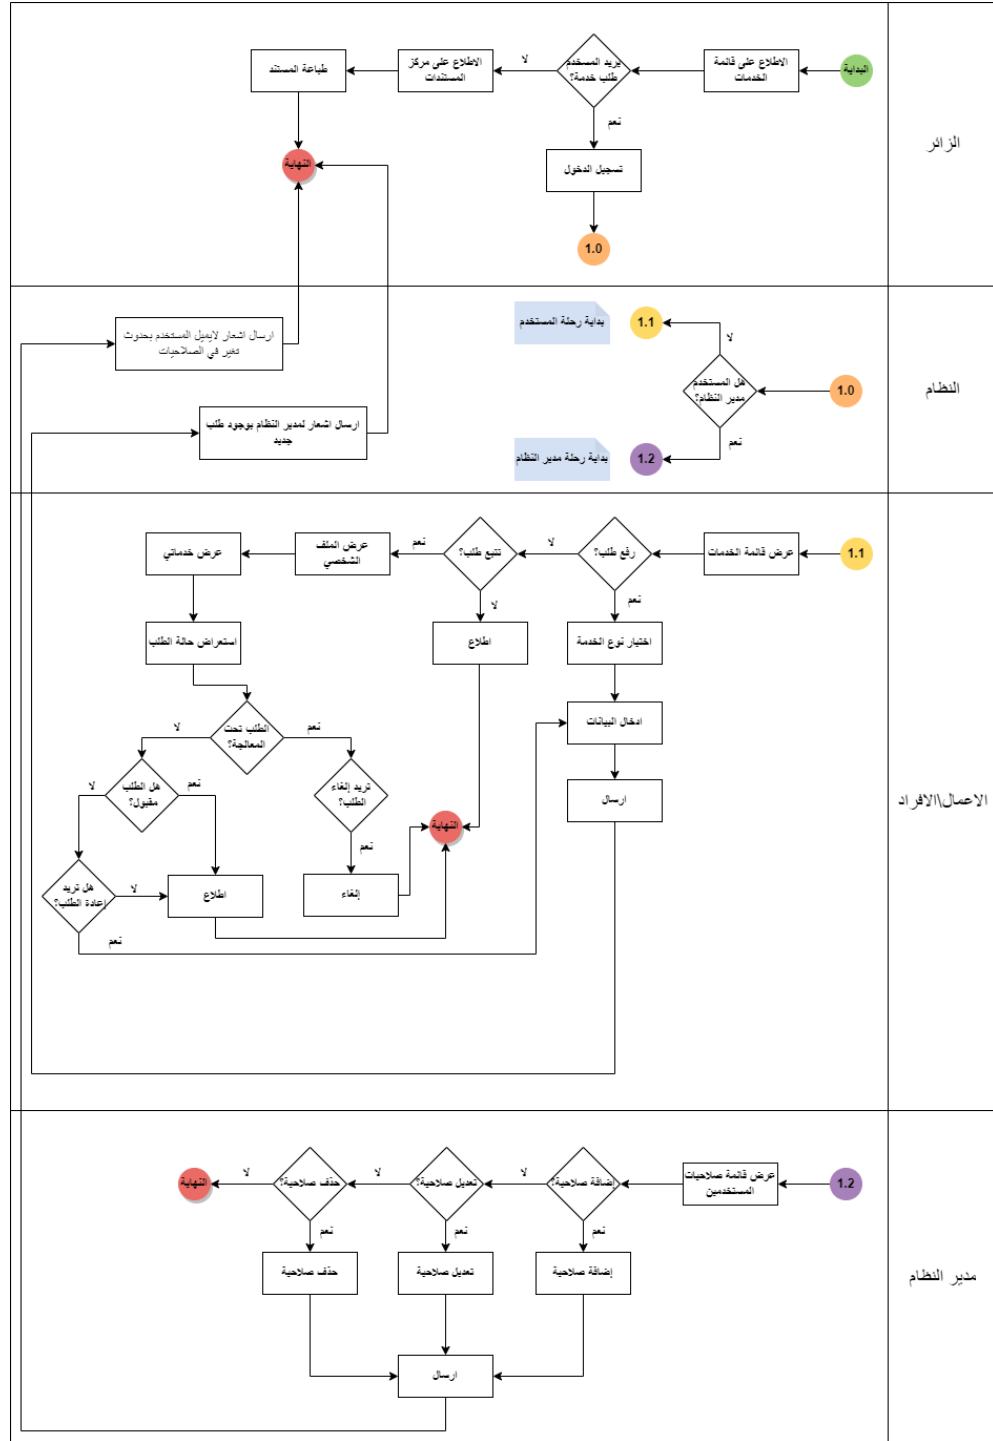 الزائر
البداية
الاطلاع على قائمة
الخدمات
يريد المسخدم
طلب خدمة؟
لا
الاطلاع على مركز
المستندات
طباعة المستند
النهاية
نعم
تسجيل الدخول
1.0
النظام
1.0
هل المستخدم
مدير النظام؟
لا
1.1
بداية رحلة المستخدم
نعم
1.2
بداية رحلة مدير النظام
ارسال اشعار لايميل المستخدم بحدوث
تغير في الصلاحيات
ارسال اشعار لمدير النظام بوجود طلب
جديد
الاعمال\الافراد
1.1
عرض قائمة الخدمات
رفع طلب؟
لا
تتبع طلب؟
نعم
عرض الملف
الشخصي
عرض خدماتي
نعم
اختيار نوع الخدمة
ادخال البيانات
ارسال
لا
اطلاع
استعراض حالة الطلب
الطلب تحت
المعالجة؟
نعم
لا
تريد إلغاء
الطلب؟
نعم
إلغاء
النهاية
هل الطلب
مقبول؟
نعم
لا
اطلاع
هل تريد
إعادة الطلب؟
لا
نعم
مدير النظام
1.2
عرض قائمة صلاحيات
المستخدمين
إضافة صلاحية؟
لا
تعديل صلاحية؟
لا
حذف صلاحية؟
لا
النهاية
نعم
نعم
نعم
إضافة صلاحية
تعديل صلاحية
حذف صلاحية
ارسال